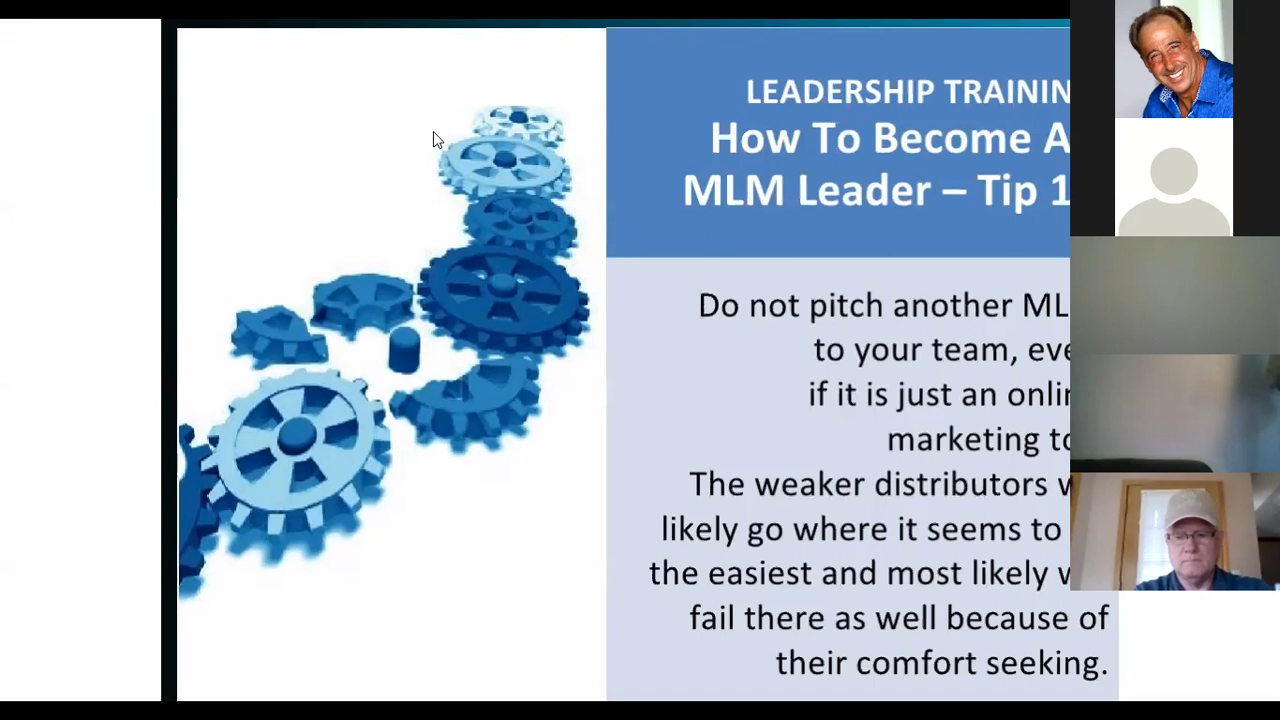 LEADERSHIP TRAININ
How To Become A
MLM Leader – Tip 1
Do not pitch another ML
to your team, eve
if it is just an onlin
marketing to
The weaker distributors w
likely go where it seems to
the easiest and most likely w
fail there as well because of
their comfort seeking.